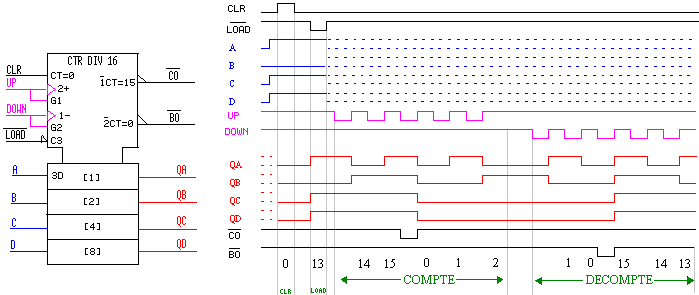 CTR DIV 16
CLR
CT=0
UP
2+
G1
1CT=15
CO
DOWN
1-
G2
2CT=0
BO
LOAD
C3
A
3D
[1]
QA
B
[2]
QB
C
[4]
QC
D
[8]
QD
CLR
LOAD
A
B
C
D
UP
DOWN
QA
QB
QC
QD
CO
BO
0 13 14 15 0 1 2 1 0 15 14 13
COMPTE DECOMPTE
CLR LOAD